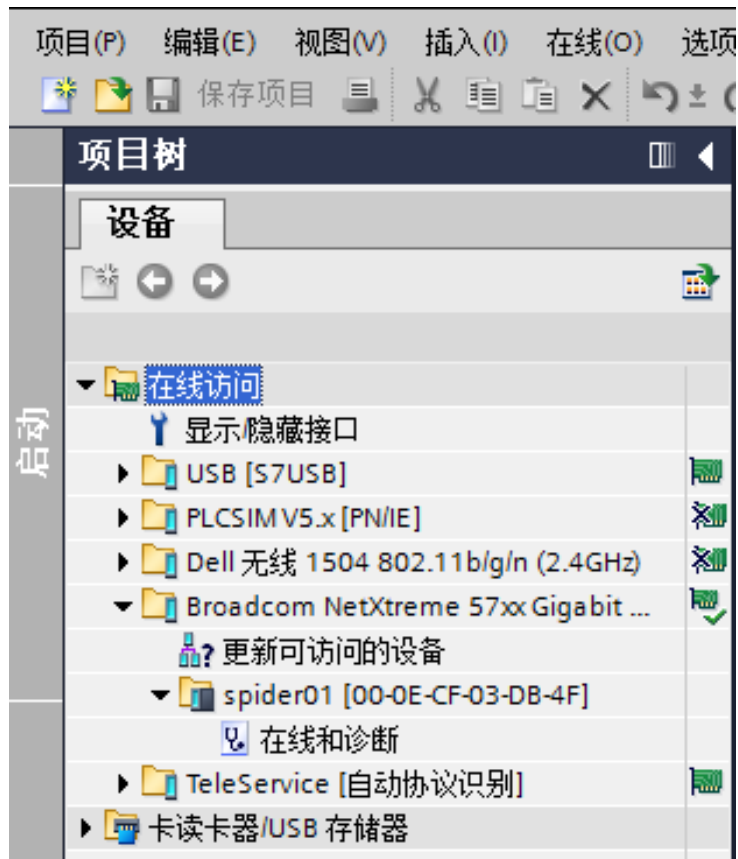 项目(P) 编辑(E) 视图(V) 插入(I) 在线(O) 选项
保存项目
项目树
设备
启动
在线访问
显示/隐藏接口
USB [S7USB]
PLCSIM V5.x [PN/IE]
Dell 无线 1504 802.11b/g/n (2.4GHz)
Broadcom NetXtreme 57xx Gigabit ...
更新可访问的设备
spider01 [00-0E-CF-03-DB-4F]
在线和诊断
TeleService [自动协议识别]
卡读卡器/USB 存储器